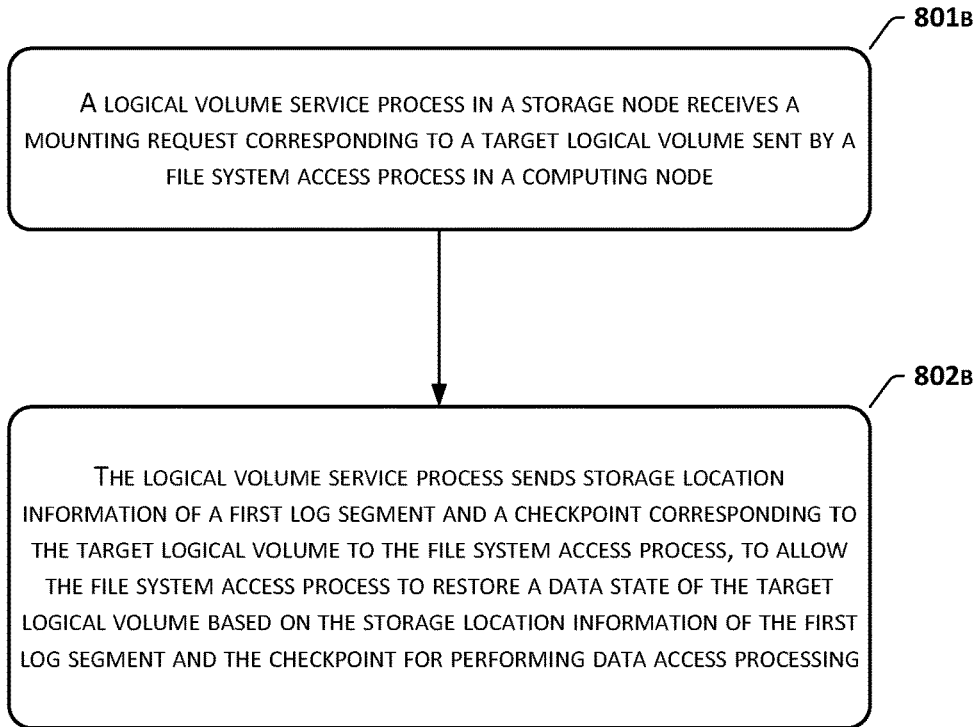 801B
A LOGICAL VOLUME SERVICE PROCESS IN A STORAGE NODE RECEIVES A
MOUNTING REQUEST CORRESPONDING TO A TARGET LOGICAL VOLUME SENT BY A
FILE SYSTEM ACCESS PROCESS IN A COMPUTING NODE
802B
THE LOGICAL VOLUME SERVICE PROCESS SENDS STORAGE LOCATION
INFORMATION OF A FIRST LOG SEGMENT AND A CHECKPOINT CORRESPONDING TO
THE TARGET LOGICAL VOLUME TO THE FILE SYSTEM ACCESS PROCESS, TO ALLOW
THE FILE SYSTEM ACCESS PROCESS TO RESTORE A DATA STATE OF THE TARGET
LOGICAL VOLUME BASED ON THE STORAGE LOCATION INFORMATION OF THE FIRST
LOG SEGMENT AND THE CHECKPOINT FOR PERFORMING DATA ACCESS PROCESSING